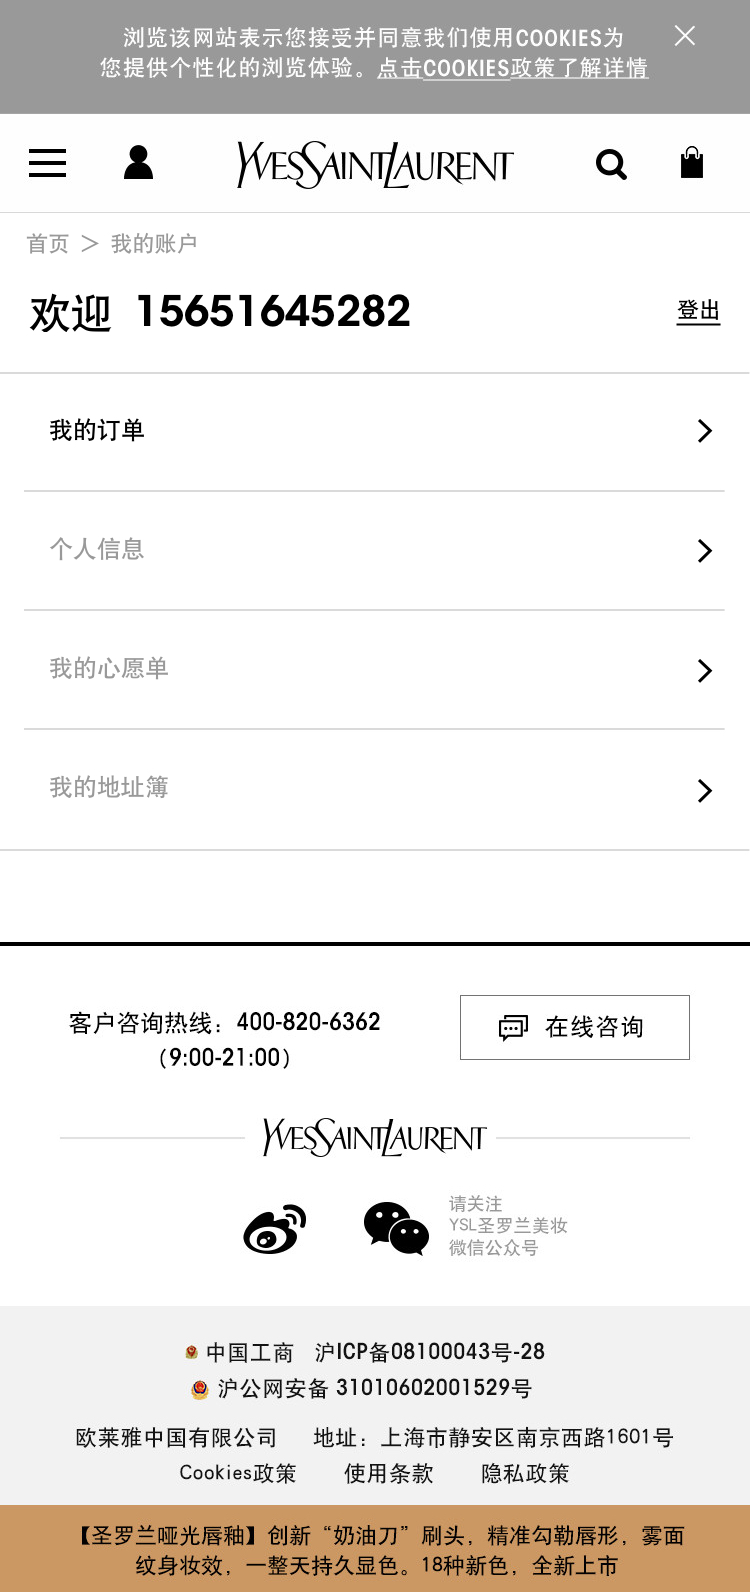 浏览该网站表示您接受并同意我们使用COOKIES为
您提供个性化的浏览体验。点击COOKIES政策了解详情
YVESSAINTLAURENT
首页 > 我的账户
欢迎 15651645282
登出
我的订单
个人信息
我的心愿单
我的地址簿
客户咨询热线：400-820-6362
（9:00-21:00）
在线咨询
YVESSAINTLAURENT
请关注
YSL圣罗兰美妆
微信公众号
中国工商 沪ICP备08100043号-28
沪公网安备 31010602001529号
欧莱雅中国有限公司 地址：上海市静安区南京西路1601号
Cookies政策 使用条款 隐私政策
【圣罗兰哑光唇釉】创新“奶油刀”刷头，精准勾勒唇形，雾面
纹身妆效，一整天持久显色。18种新色，全新上市